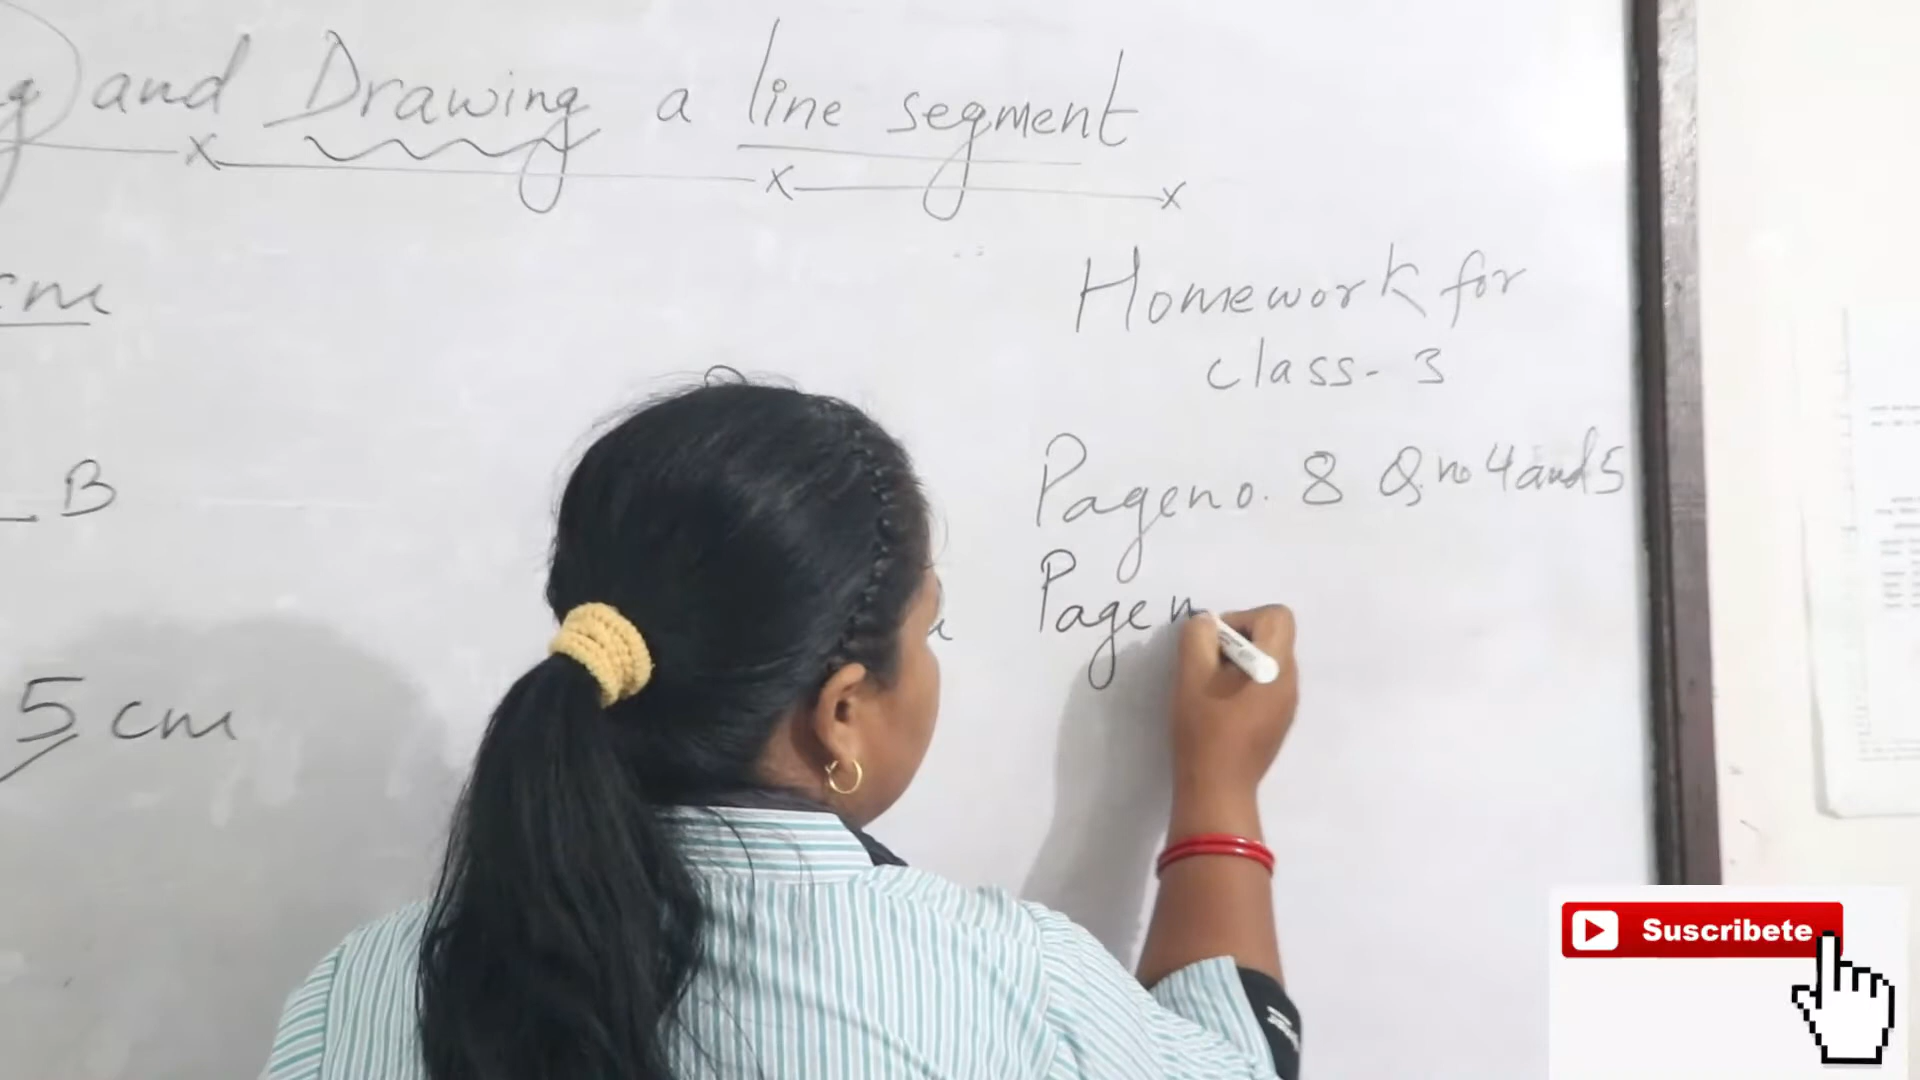 and Drawing a line segment
cm
Homework for
class - 3
B
Page no. 8 Q. no 4 and 5
Page n
5 cm
Suscribete